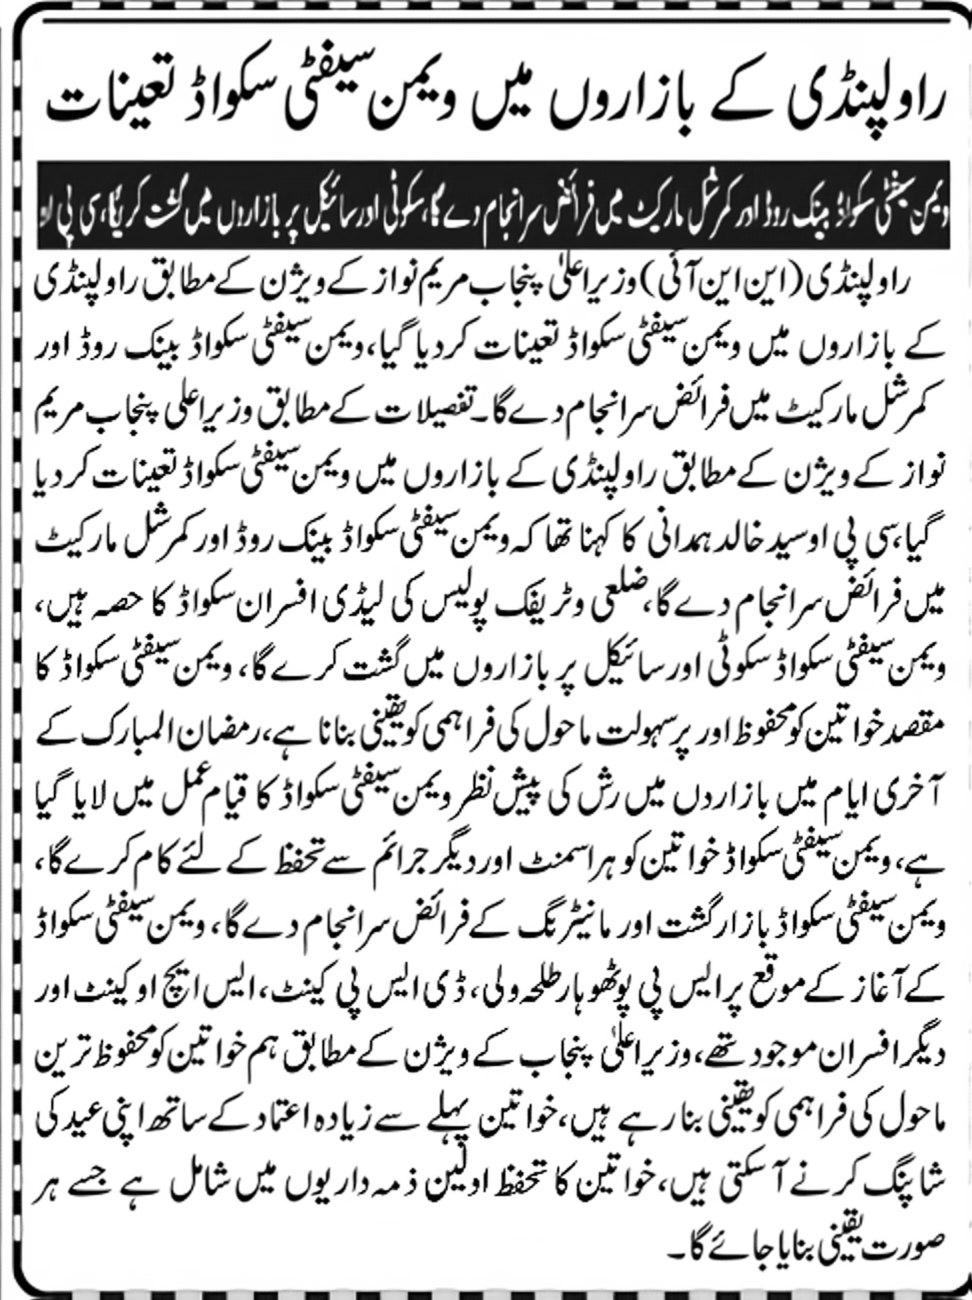 راولپنڈی کے بازاروں میں ویمن سیفٹی سکواڈ تعینات
ویمن سیفٹی سکواڈ بینک روڈ اور کمرشل مارکیٹ میں فرائض سرانجام دے گا، سکوٹی اور سائیکل پر بازاروں میں گشت کریگا، سی پی او
راولپنڈی (این این آئی) وزیراعلیٰ پنجاب مریم نواز کے ویژن کے مطابق راولپنڈی
کے بازاروں میں ویمن سیفٹی سکواڈ تعینات کر دیا گیا، ویمن سیفٹی سکواڈ بینک روڈ اور
کمرشل مارکیٹ میں فرائض سرانجام دے گا۔ تفصیلات کے مطابق وزیراعلی پنجاب مریم
نواز کے ویژن کے مطابق راولپنڈی کے بازاروں میں ویمن سیفٹی سکواڈ تعینات کر دیا
گیا، سی پی او سید خالد ہمدانی کا کہنا تھا کہ ویمن سیفٹی سکواڈ بینک روڈ اور کمرشل مارکیٹ
میں فرائض سرانجام دے گا، ضلعی و ٹریفک پولیس کی لیڈی افسران سکواڈ کا حصہ ہیں،
ویمن سیفٹی سکواڈ سکوٹی اور سائیکل پر بازاروں میں گشت کرے گا، ویمن سیفٹی سکواڈ کا
مقصد خواتین کو محفوظ اور پر سہولت ماحول کی فراہمی کو یقینی بنانا ہے، رمضان المبارک کے
آخری ایام میں بازاردں میں رش کی پیش نظر ویمن سیفٹی سکواڈ کا قیام عمل میں لایا گیا
ہے، ویمن سیفٹی سکواڈ خواتین کو ہراسمنٹ اور دیگر جرائم سے تحفظ کے لئے کام کرے گا،
ویمن سیفٹی سکواڈ بازار گشت اور مانیٹرنگ کے فرائض سرانجام دے گا، ویمن سیفٹی سکواڈ
کے آغاز کے موقع پر ایس پی پوٹھوہار طلحہ ولی، ڈی ایس پی کینٹ، ایس ایچ او کینٹ اور
دیگر افسران موجود تھے، وزیراعلیٰ پنجاب کے ویژن کے مطابق ہم خواتین کو محفوظ ترین
ماحول کی فراہمی کو یقینی بنا رہے ہیں، خواتین پہلے سے زیادہ اعتماد کے ساتھ اپنی عید کی
شاپنگ کرنے آ سکتی ہیں، خواتین کا تحفظ اولین ذمہ داریوں میں شامل ہے جسے ہر
صورت یقینی بنایا جائے گا۔